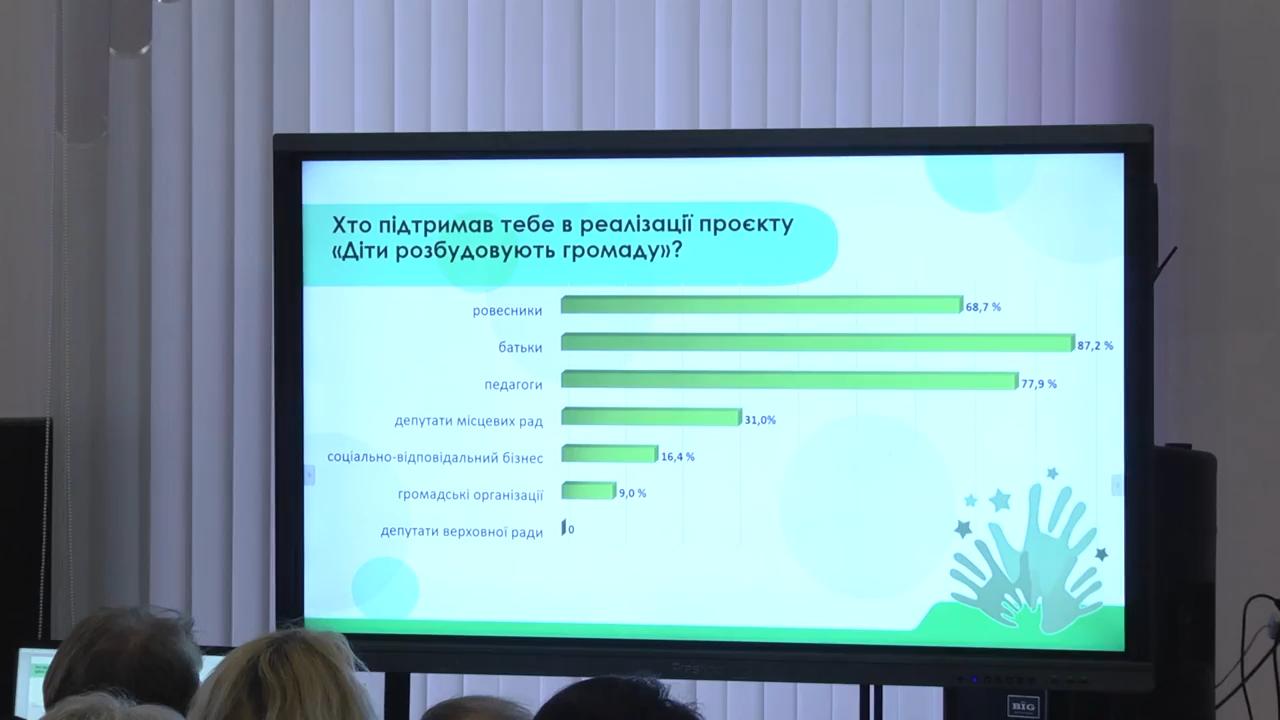 Хто підтримав тебе в реалізації проєкту
«Діти розбудовують громаду»?
ровесники 68,7 %
батьки 87,2 %
педагоги 77,9 %
депутати місцевих рад 31,0%
соціально-відповідальний бізнес 16,4 %
громадські організації 9,0 %
депутати верховної ради 0
BIG